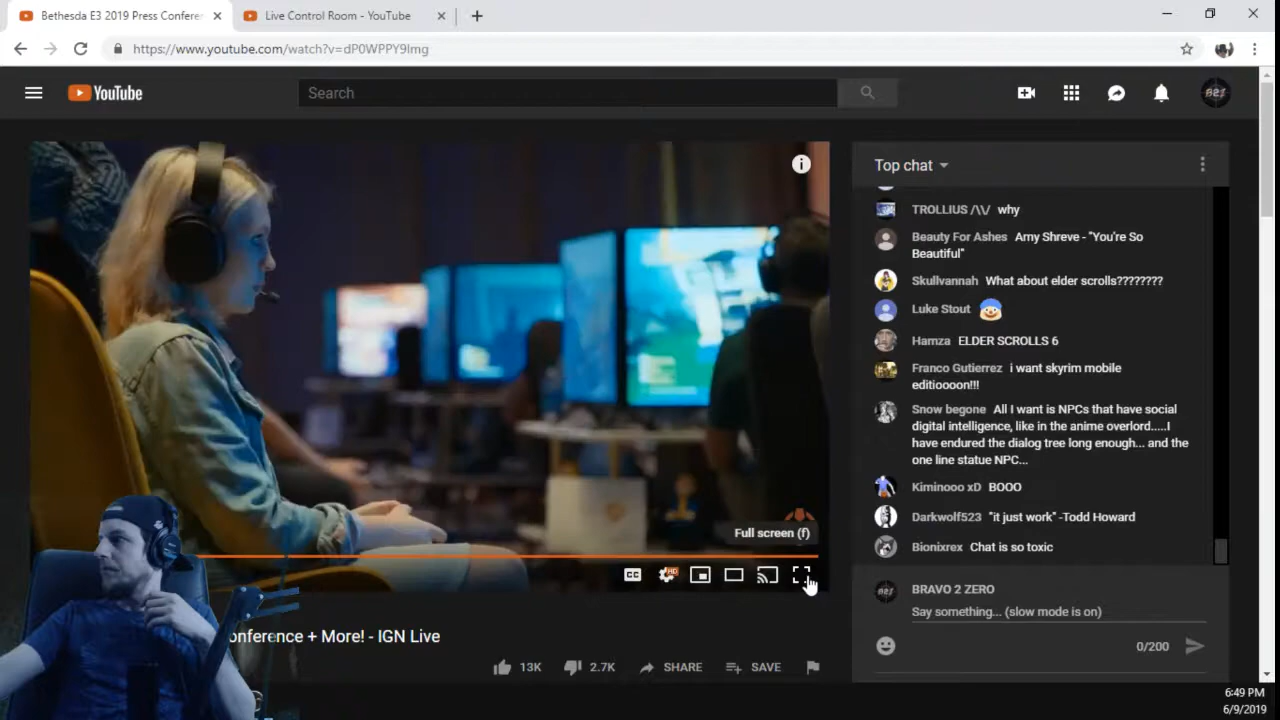 Bethesda E3 2019 Press Conferer
Live Control Room - YouTube
https://www.youtube.com/watch?v=dP0WPPY9lmg
YouTube
Search
Top chat
TROLLIUS /\\/ why
Beauty For Ashes Amy Shreve - "You're So
Beautiful"
Skullvannah What about elder scrolls????????
Luke Stout
Hamza ELDER SCROLLS 6
Franco Gutierrez i want skyrim mobile
editioooon!!!
Snow begone All I want is NPCs that have social
digital intelligence, like in the anime overlord.....I
have endured the dialog tree long enough... and the
one line statue NPC...
Kiminooo xD BOOO
Darkwolf523 "it just work" -Todd Howard
Bionixrex Chat is so toxic
Full screen (f)
CC
HD
BRAVO 2 ZERO
Say something... (slow mode is on)
0/200
onference + More! - IGN Live
13K
2.7K
SHARE
SAVE
6:49 PM
6/9/2019